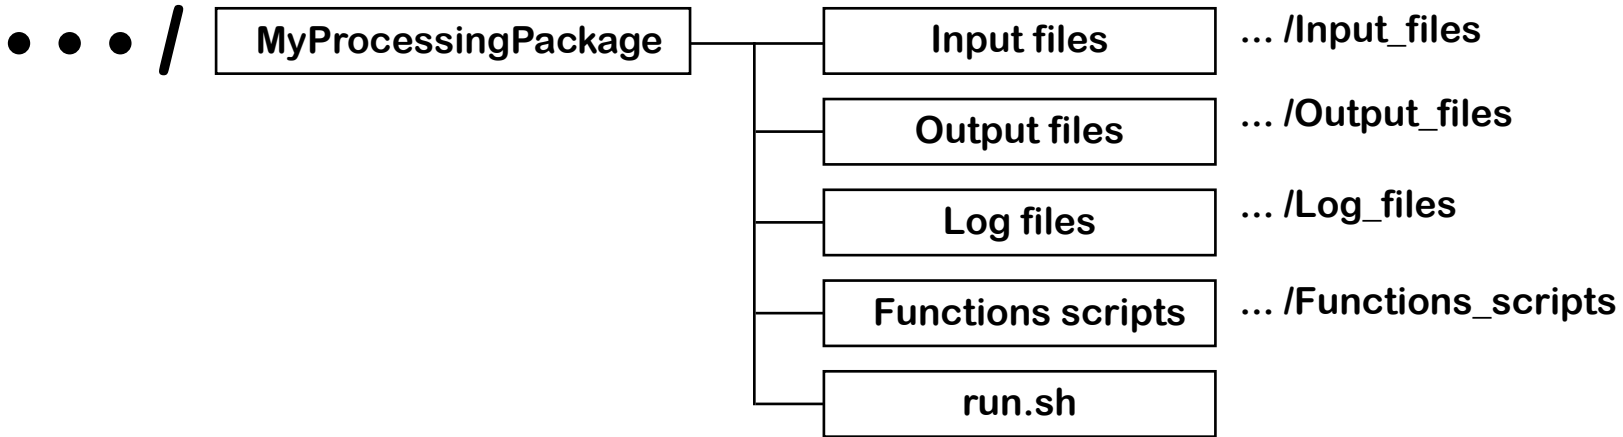 •••/ MyProcessingPackage Input files ... /Input_files
Output files ... /Output_files
Log files ... /Log_files
Functions scripts ... /Functions_scripts
run.sh